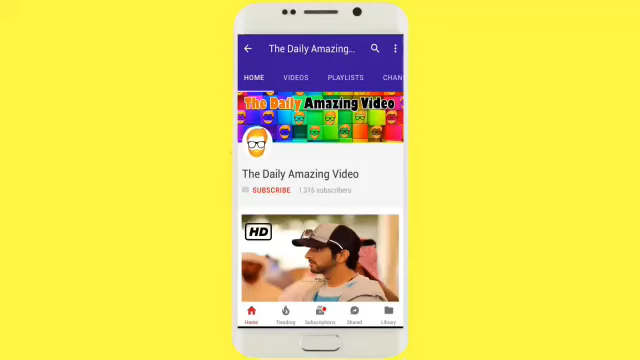 The Daily Amazing...
HOME VIDEOS PLAYLISTS CHAN
The Daily Amazing Video
The Daily Amazing Video
SUBSCRIBE 1,316 subscribers
HD
Home Trending Subscriptions Shared Library